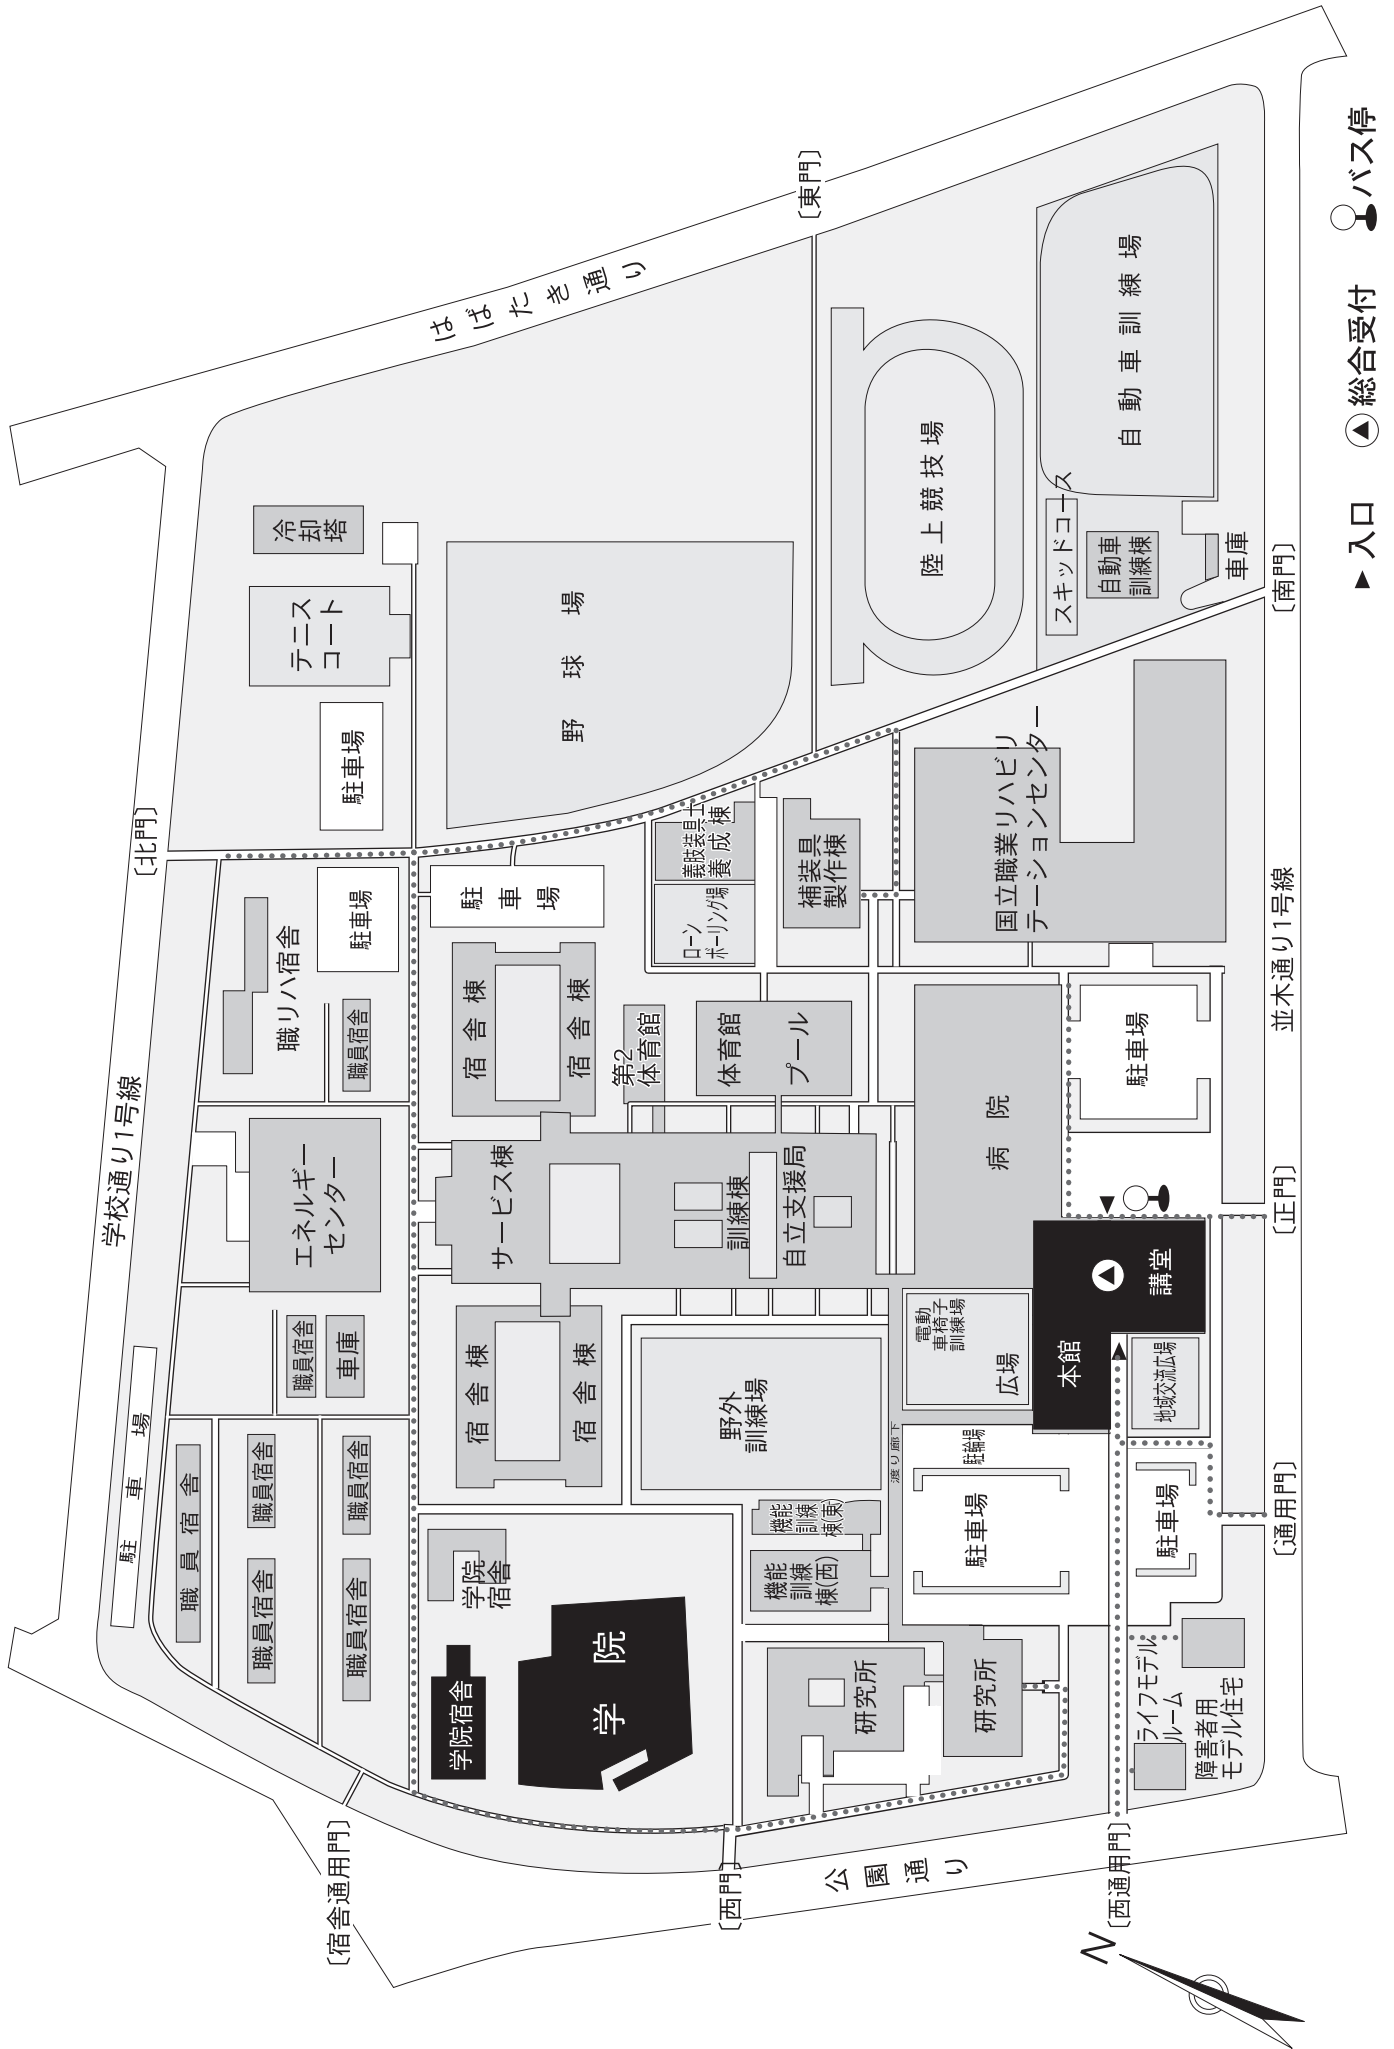 学校通り1号線
〔北門〕
はばたき通り
〔東門〕
駐車場
職員宿舎
職員宿舎
職員宿舎
職員宿舎
職員宿舎
職員宿舎
車庫
エネルギー
センター
職リハ宿舎
職員宿舎
駐車場
駐車場
テニス
コート
冷却塔
〔宿舎通用門〕
学院宿舎
学院
宿舎
学院
宿舎棟
宿舎棟
サービス棟
宿舎棟
宿舎棟
駐車場
野球場
第2
体育館
体育館
プール
訓練棟
自立支援局
野外
訓練場
機能
訓練
棟(西)
機能
訓練
棟(東)
ローン
ボーリング場
義肢装具士
養成棟
補装具
製作棟
陸上競技場
自動車訓練場
スキッドコース
自動車
訓練棟
車庫
〔南門〕
〔西門〕
公園通り
研究所
研究所
渡り廊下
駐車場
駐輪場
電動
車椅子
訓練場
広場
病院
国立職業リハビリ
テーションセンター
本館
講堂
地域交流広場
駐車場
駐車場
ライフモデル
ルーム
障害者用
モデル住宅
〔西通用門〕
〔通用門〕
〔正門〕
並木通り1号線
入口
総合受付
バス停
N